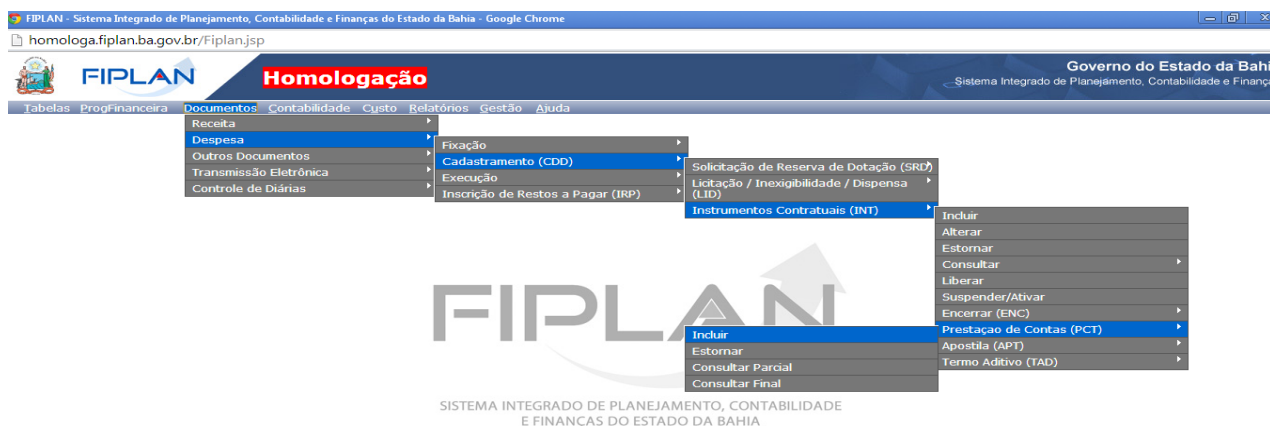 FIPLAN - Sistema Integrado de Planejamento, Contabilidade e Finanças do Estado da Bahia - Google Chrome
homologa.fiplan.ba.gov.br/Fiplan.jsp
FIPLAN
Homologação
Governo do Estado da Bahi
Sistema Integrado de Planejamento, Contabilidade e Finança
Tabelas ProgFinanceira Documentos Contabilidade Custo Relatórios Gestão Ajuda
Receita
Despesa
Outros Documentos
Transmissão Eletrônica
Controle de Diárias
Fixação
Cadastramento (CDD)
Execução
Inscrição de Restos a Pagar (IRP)
Solicitação de Reserva de Dotação (SRD)
Licitação / Inexigibilidade / Dispensa
(LID)
Instrumentos Contratuais (INT)
Incluir
Alterar
Estornar
Consultar
Liberar
Suspender/Ativar
Encerrar (ENC)
Prestaçao de Contas (PCT)
Apostila (APT)
Termo Aditivo (TAD)
Incluir
Estornar
Consultar Parcial
Consultar Final
FIPLAN
SISTEMA INTEGRADO DE PLANEJAMENTO, CONTABILIDADE
E FINANCAS DO ESTADO DA BAHIA